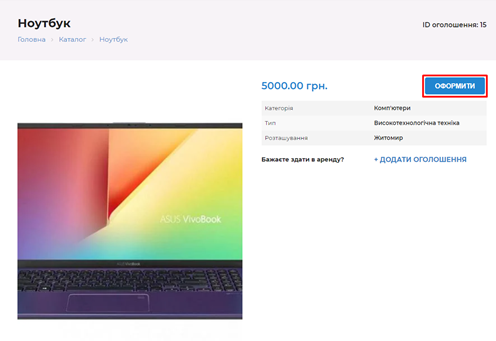 Ноутбук
ID оголошення: 15
Головна
Каталог
Ноутбук
5000.00 грн.
ОФОРМИТИ
Категорія Комп'ютери
Тип Високотехнологічна техніка
Розташування Житомир
Бажаєте здати в аренду? + ДОДАТИ ОГОЛОШЕННЯ
ASUS VivoBook